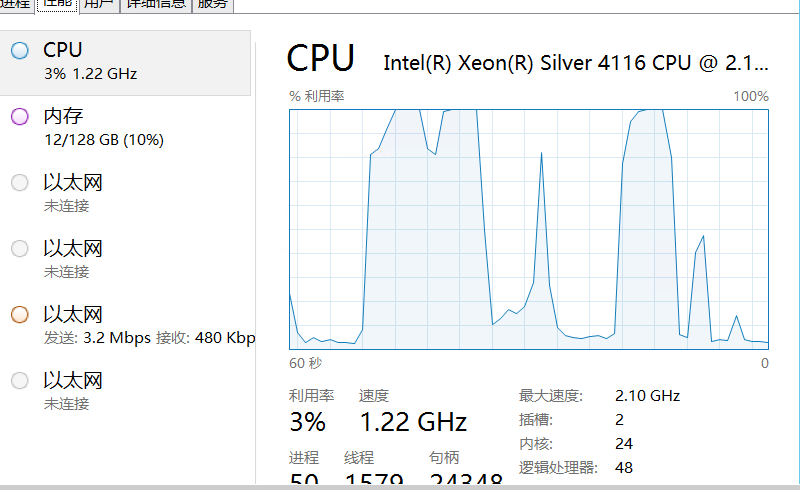 进程 性能 用户 详细信息 服务
CPU
3% 1.22 GHz
内存
12/128 GB (10%)
以太网
未连接
以太网
未连接
以太网
发送: 3.2 Mbps 接收: 480 Kbp
以太网
未连接
CPU Intel(R) Xeon(R) Silver 4116 CPU @ 2.1...
% 利用率 100%
60 秒 0
利用率 速度
3% 1.22 GHz
进程 线程 句柄
50 1579 24348
最大速度: 2.10 GHz
插槽: 2
内核: 24
逻辑处理器: 48